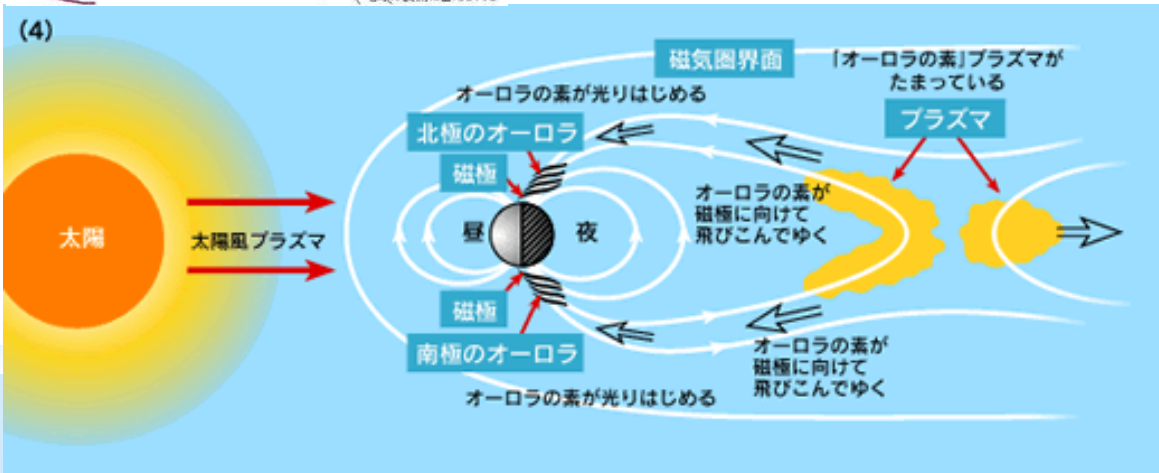 (4)
磁気圏界面
「オーロラの素」プラズマが
たまっている
オーロラの素が光りはじめる
北極のオーロラ
プラズマ
磁極
オーロラの素が
磁極に向けて
飛びこんでゆく
太陽
太陽風プラズマ
昼
夜
磁極
南極のオーロラ
オーロラの素が
磁極に向けて
飛びこんでゆく
オーロラの素が光りはじめる